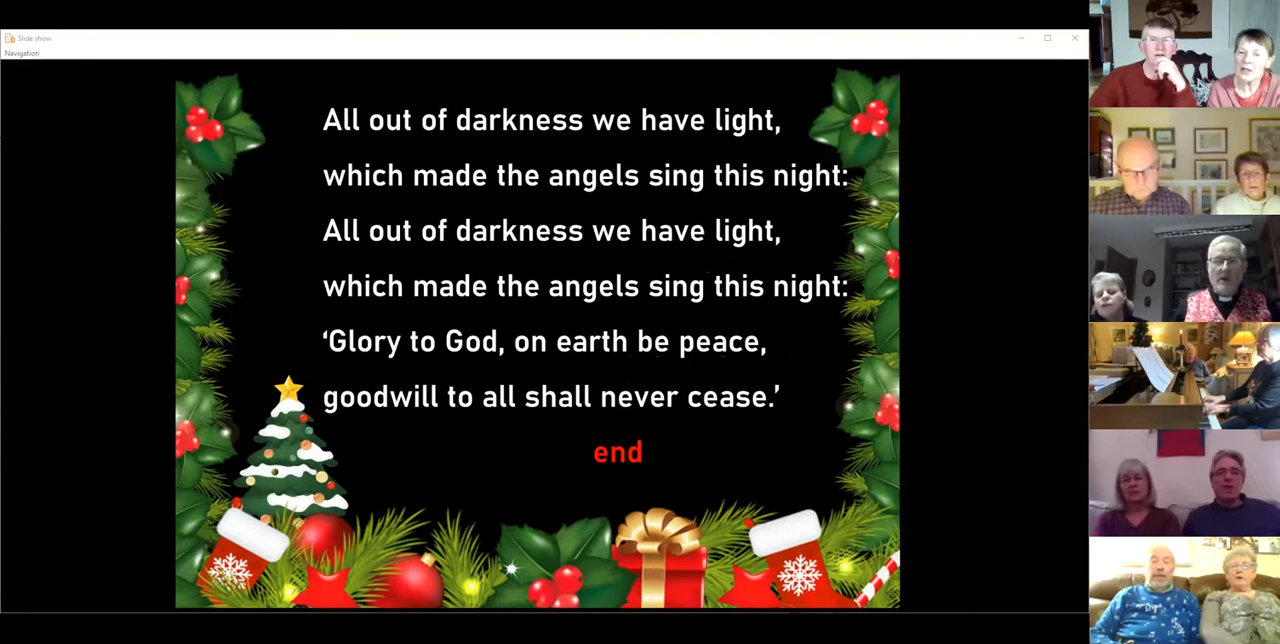 Slide show
Navigation
All out of darkness we have light,
which made the angels sing this night:
All out of darkness we have light,
which made the angels sing this night:
‘Glory to God, on earth be peace,
goodwill to all shall never cease.’
end